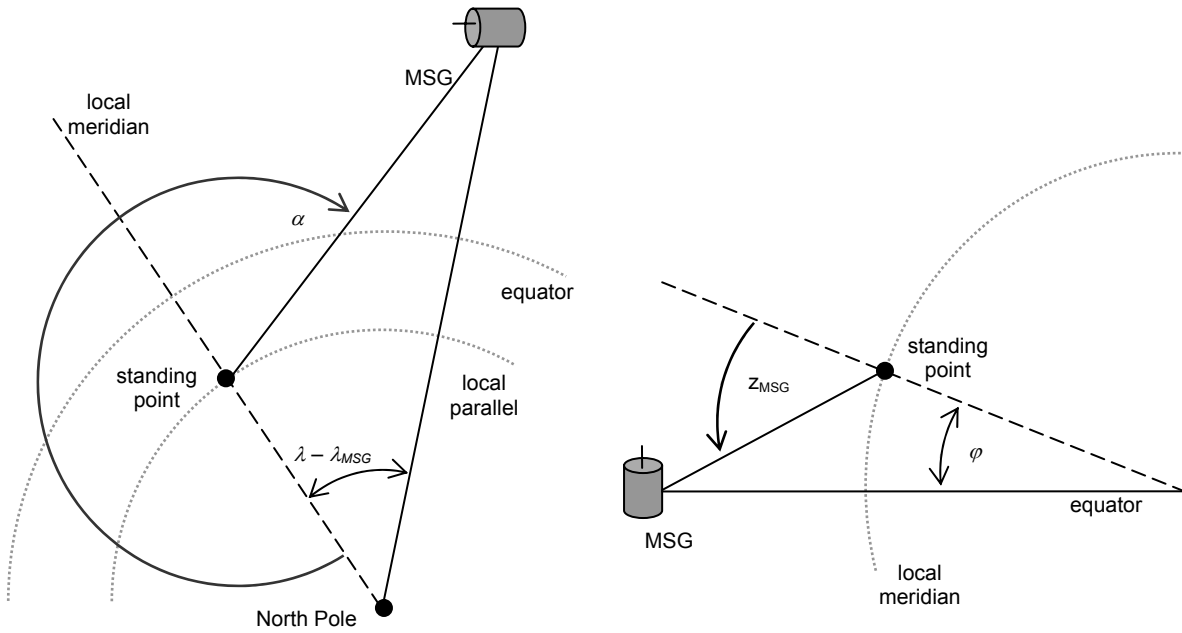 MSG
local
meridian
α
equator
standing
point
local
parallel
λ – λMSG
North Pole
standing
point
zMSG
φ
equator
MSG
local
meridian